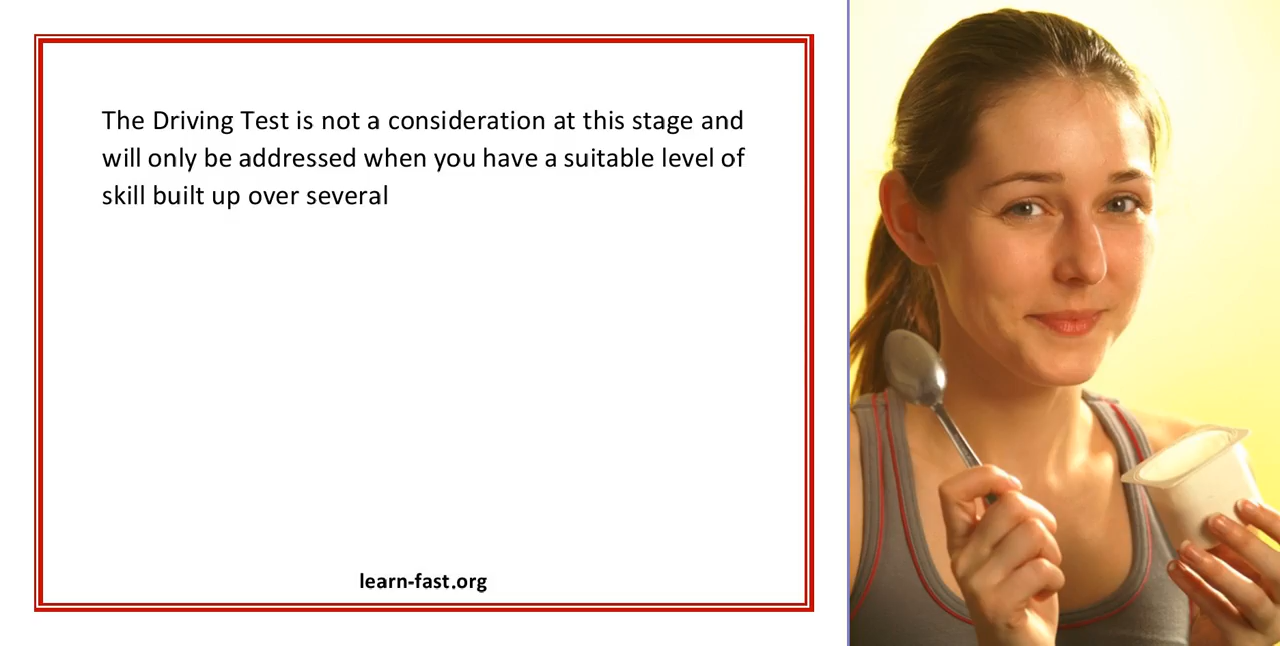 The Driving Test is not a consideration at this stage and
will only be addressed when you have a suitable level of
skill built up over several
learn-fast.org